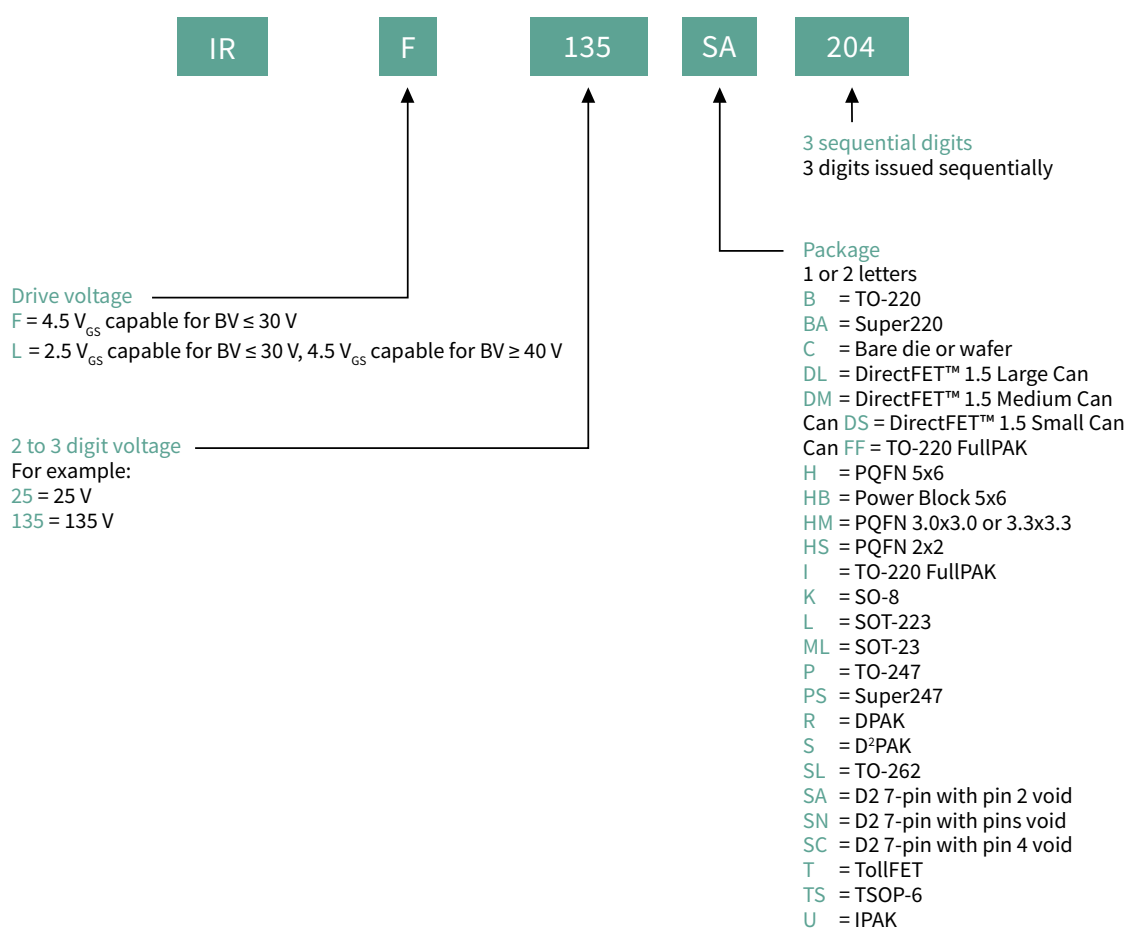 IR F 135 SA 204
3 sequential digits
3 digits issued sequentially
Package
1 or 2 letters
B = TO-220
BA = Super220
C = Bare die or wafer
DL = DirectFET™ 1.5 Large Can
DM = DirectFET™ 1.5 Medium Can
Can DS = DirectFET™ 1.5 Small Can
Can FF = TO-220 FullPAK
H = PQFN 5x6
HB = Power Block 5x6
HM = PQFN 3.0x3.0 or 3.3x3.3
HS = PQFN 2x2
I = TO-220 FullPAK
K = SO-8
L = SOT-223
ML = SOT-23
P = TO-247
PS = Super247
R = DPAK
S = D²PAK
SL = TO-262
SA = D2 7-pin with pin 2 void
SN = D2 7-pin with pins void
SC = D2 7-pin with pin 4 void
T = TollFET
TS = TSOP-6
U = IPAK
Drive voltage
F = 4.5 V_GS capable for BV ≤ 30 V
L = 2.5 V_GS capable for BV ≤ 30 V, 4.5 V_GS capable for BV ≥ 40 V
2 to 3 digit voltage
For example:
25 = 25 V
135 = 135 V